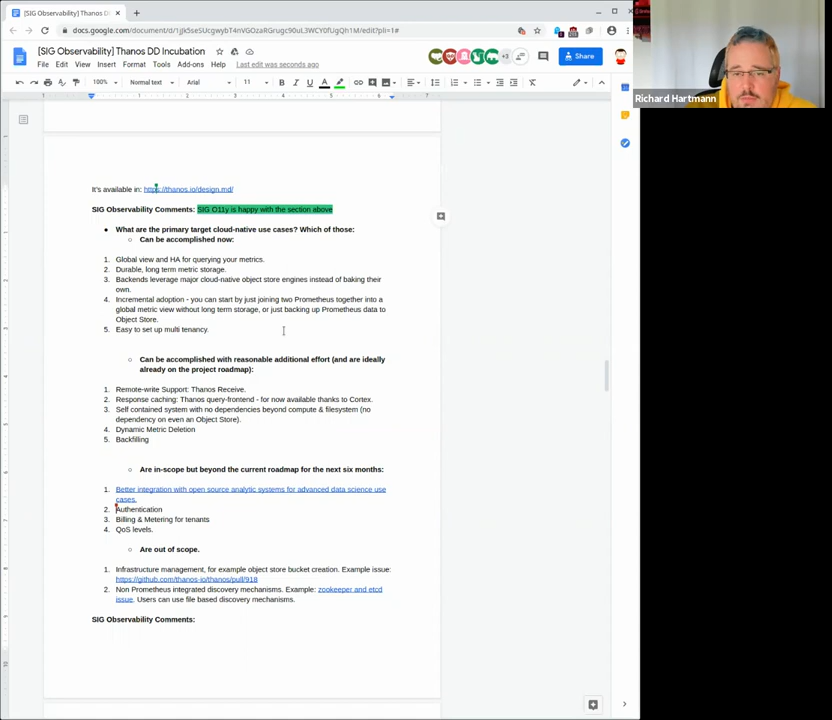 [SIG Observability] Thanos DD Incubation
docs.google.com/document/d/1jjk5seSUcgwybT4nVGOzaRGrugc90uL3WCY0fUgQh1M/edit?pli=1#
[SIG Observability] Thanos DD Incubation
File Edit View Insert Format Tools Add-ons Help Last edit was seconds ago
+3
Share
100% Normal text Arial 11
Richard Hartmann
It's available in: https://thanos.io/design.md/
SIG Observability Comments: SIG O11y is happy with the section above
● What are the primary target cloud-native use cases? Which of those:
○ Can be accomplished now:
1. Global view and HA for querying your metrics.
2. Durable, long term metric storage.
3. Backends leverage major cloud-native object store engines instead of baking their
own.
4. Incremental adoption - you can start by just joining two Prometheus together into a
global metric view without long term storage, or just backing up Prometheus data to
Object Store.
5. Easy to set up multi tenancy.
○ Can be accomplished with reasonable additional effort (and are ideally
already on the project roadmap):
1. Remote-write Support: Thanos Receive.
2. Response caching: Thanos query-frontend - for now available thanks to Cortex.
3. Self contained system with no dependencies beyond compute & filesystem (no
dependency on even an Object Store).
4. Dynamic Metric Deletion
5. Backfilling
○ Are in-scope but beyond the current roadmap for the next six months:
1. Better integration with open source analytic systems for advanced data science use
cases.
2. Authentication
3. Billing & Metering for tenants
4. QoS levels.
○ Are out of scope.
1. Infrastructure management, for example object store bucket creation. Example issue:
https://github.com/thanos-io/thanos/pull/918
2. Non Prometheus integrated discovery mechanisms. Example: zookeeper and etcd
issue. Users can use file based discovery mechanisms.
SIG Observability Comments: